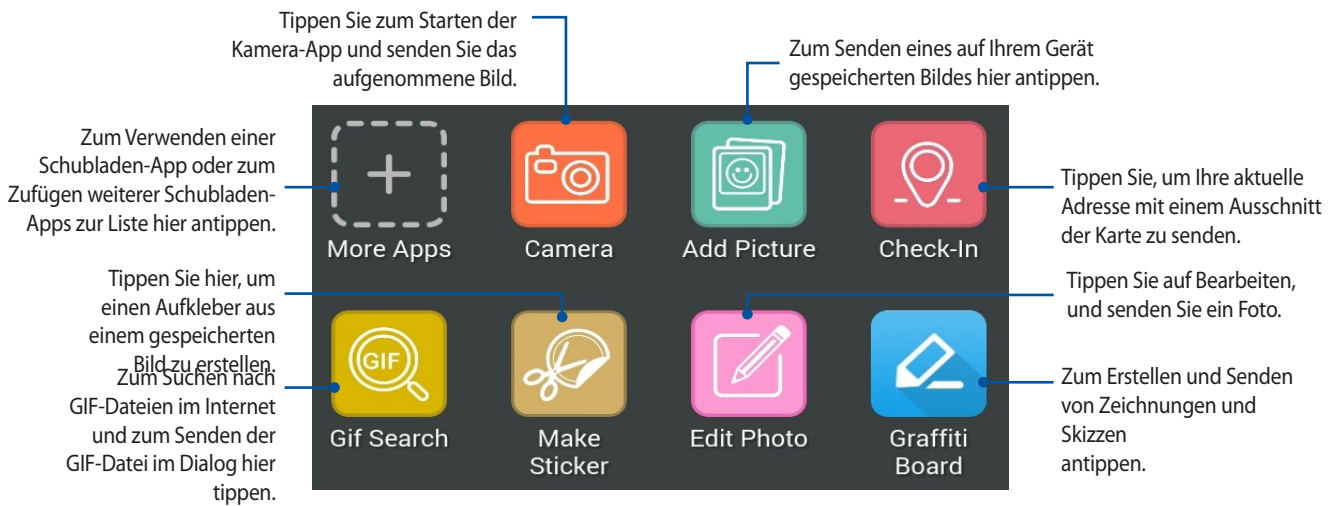 Tippen Sie zum Starten der
Kamera-App und senden Sie das
aufgenommene Bild.
Zum Senden eines auf Ihrem Gerät
gespeicherten Bildes hier antippen.
Zum Verwenden einer
Schubladen-App oder zum
Zufügen weiterer Schubladen-
Apps zur Liste hier antippen.
Tippen Sie, um Ihre aktuelle
Adresse mit einem Ausschnitt
der Karte zu senden.
More Apps
Camera
Add Picture
Check-In
Tippen Sie hier, um
einen Aufkleber aus
einem gespeicherten
Bild zu erstellen.
Tippen Sie auf Bearbeiten,
und senden Sie ein Foto.
GIF
Zum Suchen nach
GIF-Dateien im Internet
und zum Senden der
GIF-Datei im Dialog hier
tippen.
Zum Erstellen und Senden
von Zeichnungen und
Skizzen
antippen.
Gif Search
Make
Sticker
Edit Photo
Graffiti
Board